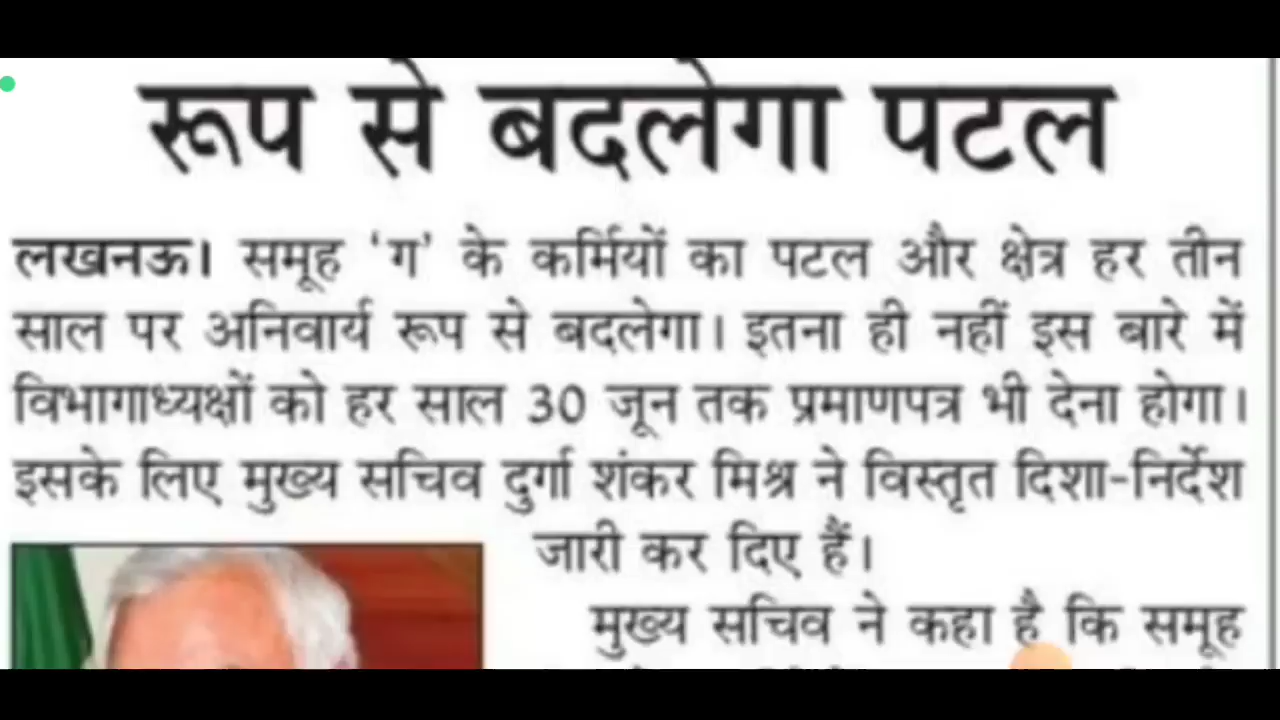 रूप से बदलेगा पटल
लखनऊ। समूह ‘ग’ के कर्मियों का पटल और क्षेत्र हर तीन
साल पर अनिवार्य रूप से बदलेगा। इतना ही नहीं इस बारे में
विभागाध्यक्षों को हर साल 30 जून तक प्रमाणपत्र भी देना होगा।
इसके लिए मुख्य सचिव दुर्गा शंकर मिश्र ने विस्तृत दिशा-निर्देश
जारी कर दिए हैं।
मुख्य सचिव ने कहा है कि समूह